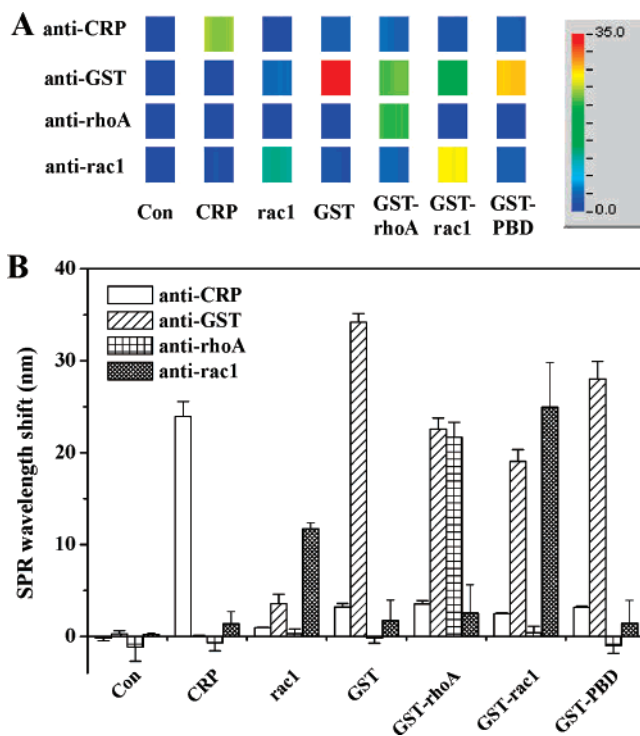 A
anti-CRP
anti-GST
anti-rhoA
anti-rac1
Con CRP rac1 GST GST-rhoA GST-rac1 GST-PBD
35.0
0.0
B
SPR wavelength shift (nm)
40
30
20
10
0
anti-CRP
anti-GST
anti-rhoA
anti-rac1
Con CRP rac1 GST GST-rhoA GST-rac1 GST-PBD